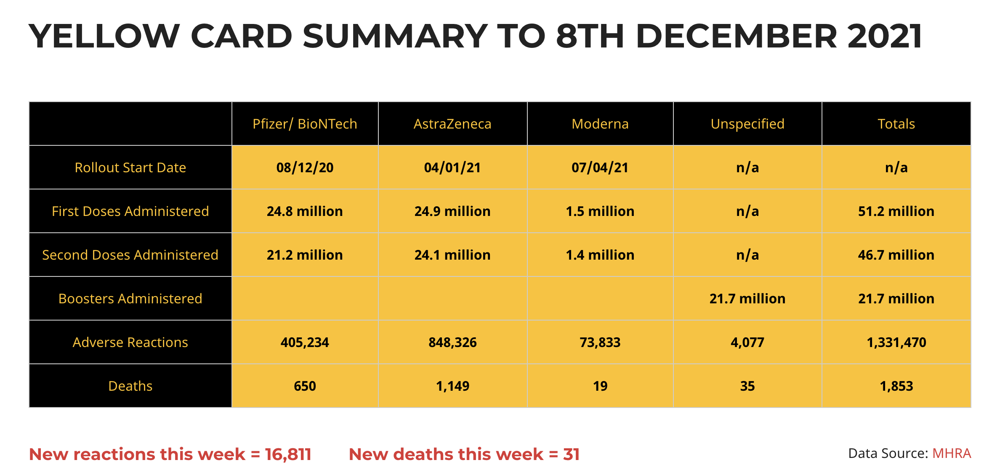 YELLOW CARD SUMMARY TO 8TH DECEMBER 2021
Pfizer/ BioNTech AstraZeneca Moderna Unspecified Totals
Rollout Start Date 08/12/20 04/01/21 07/04/21 n/a n/a
First Doses Administered 24.8 million 24.9 million 1.5 million n/a 51.2 million
Second Doses Administered 21.2 million 24.1 million 1.4 million n/a 46.7 million
Boosters Administered 21.7 million 21.7 million
Adverse Reactions 405,234 848,326 73,833 4,077 1,331,470
Deaths 650 1,149 19 35 1,853
New reactions this week = 16,811 New deaths this week = 31 Data Source: MHRA